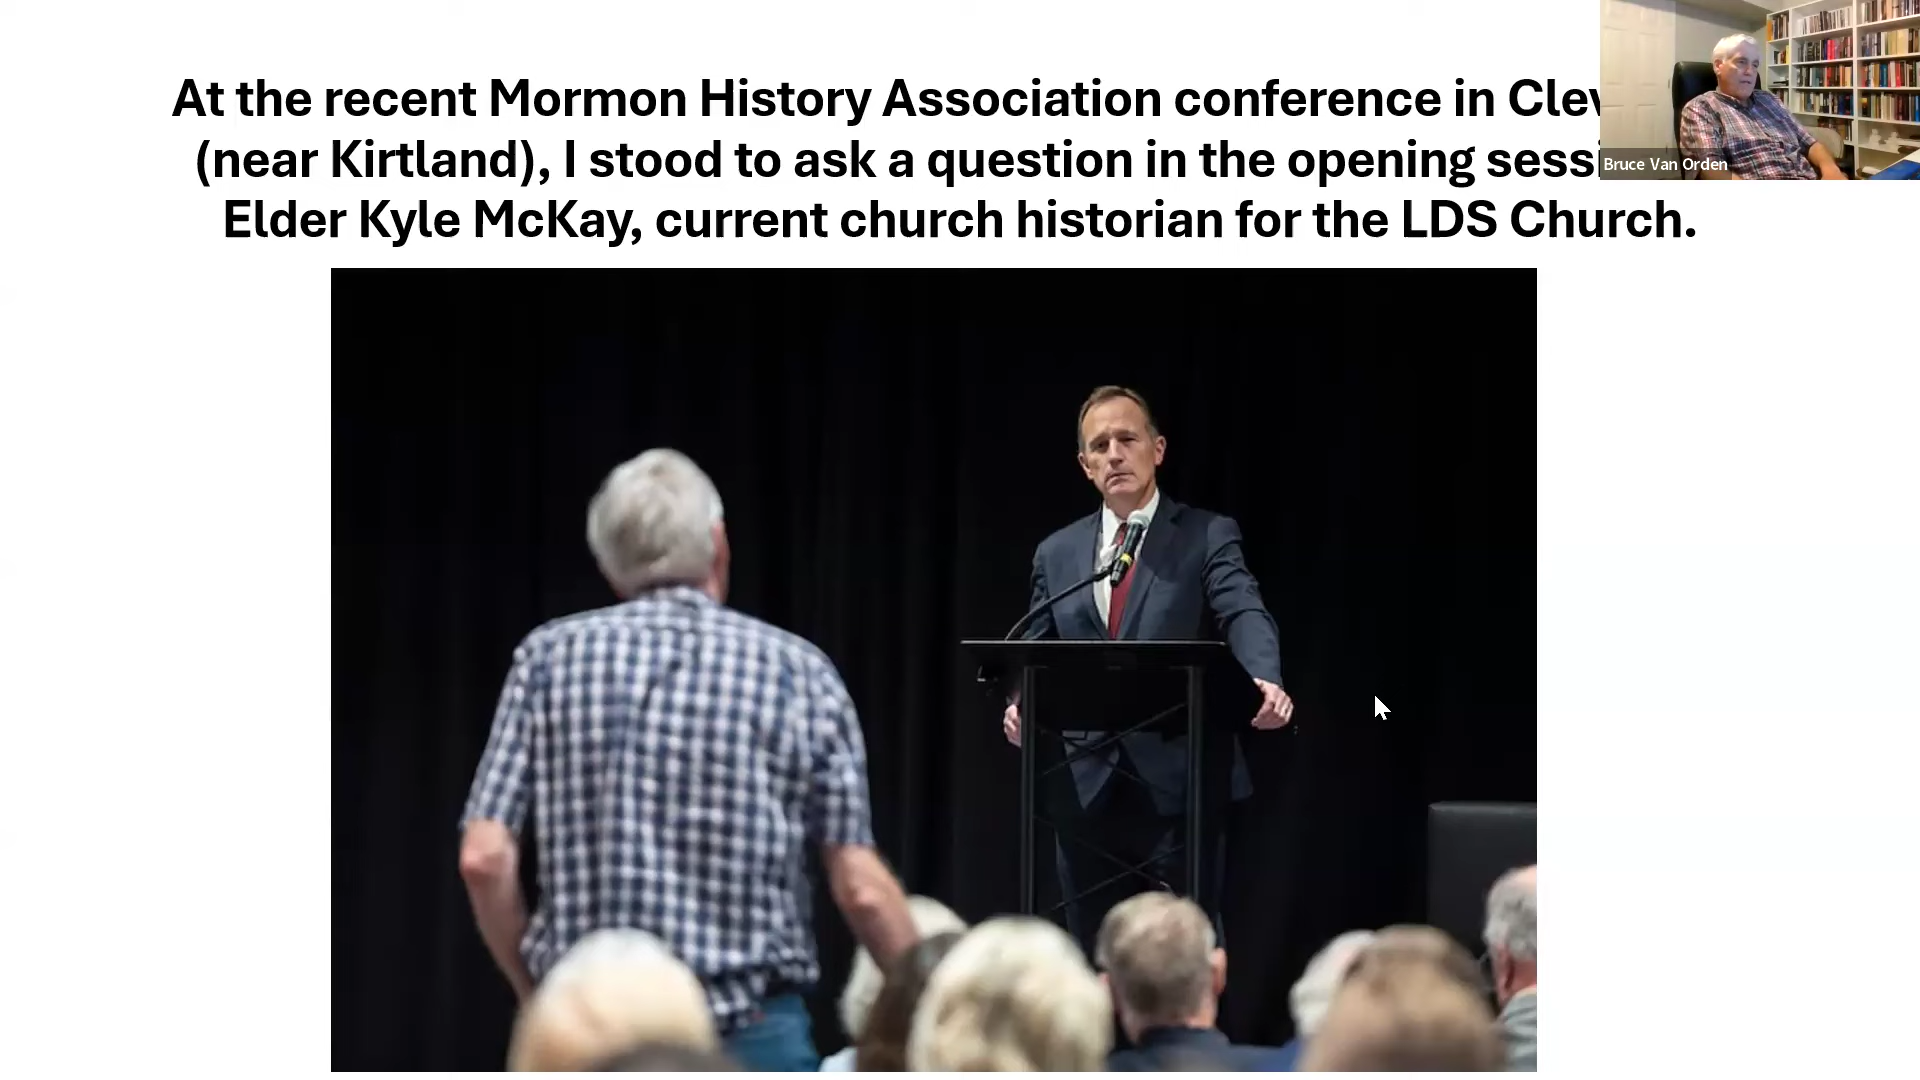 At the recent Mormon History Association conference in Clev
(near Kirtland), I stood to ask a question in the opening sessi
Elder Kyle McKay, current church historian for the LDS Church.
Bruce Van Orden